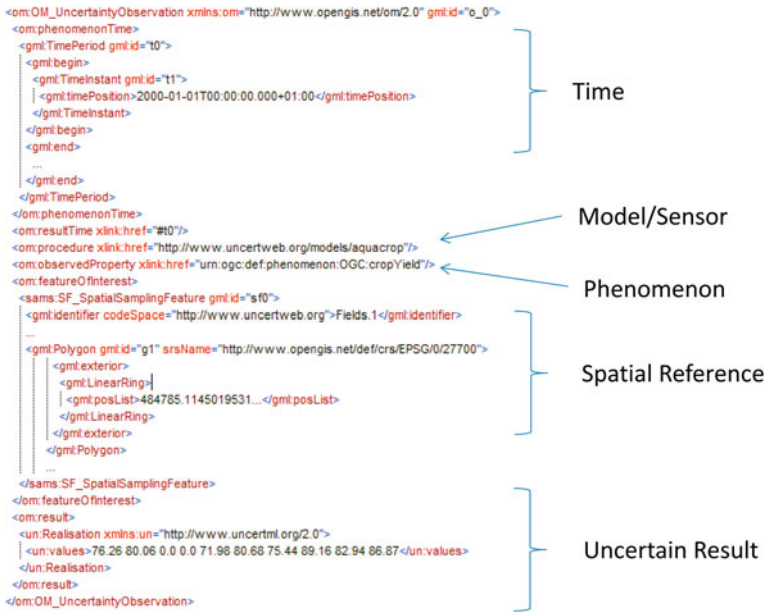 <om:OM_UncertaintyObservation xmlns:om="http://www.opengis.net/om/2.0" gml:id="o_0">
<om:phenomenonTime>
<gml:TimePeriod gml:id="t0">
<gml:begin>
<gml:TimeInstant gml:id="t1">
<gml:timePosition>2000-01-01T00:00:00.000+01:00</gml:timePosition>
</gml:TimeInstant>
</gml:begin>
<gml:end>
...
</gml:end>
</gml:TimePeriod>
</om:phenomenonTime>
<om:resultTime xlink:href="#t0"/>
<om:procedure xlink:href="http://www.uncertweb.org/models/aquacrop"/>
<om:observedProperty xlink:href="urn:ogc:def:phenomenon:OGC:cropYield"/>
<om:featureOfInterest>
<sams:SF_SpatialSamplingFeature gml:id="sf0">
<gml:identifier codeSpace="http://www.uncertweb.org">Fields.1</gml:identifier>
...
<gml:Polygon gml:id="g1" srsName="http://www.opengis.net/def/crs/EPSG/0/27700">
<gml:exterior>
<gml:LinearRing>
<gml:posList>484785.1145019531...</gml:posList>
</gml:LinearRing>
</gml:exterior>
</gml:Polygon>
...
</sams:SF_SpatialSamplingFeature>
</om:featureOfInterest>
<om:result>
<un:Realisation xmlns:un="http://www.uncertml.org/2.0">
<un:values>76.26 80.06 0.0 0.0 71.98 80.68 75.44 89.16 82.94 86.87</un:values>
</un:Realisation>
</om:result>
</om:OM_UncertaintyObservation>
Time
Model/Sensor
Phenomenon
Spatial Reference
Uncertain Result